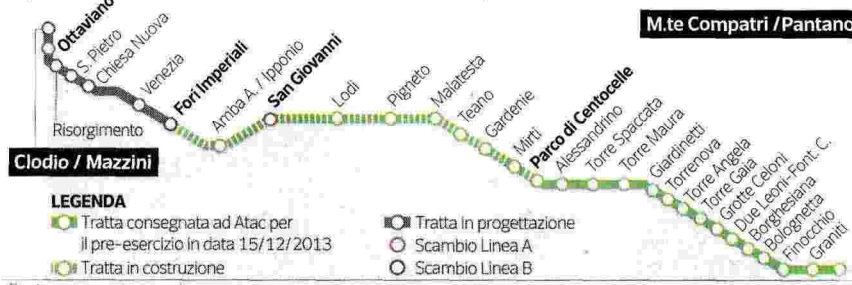 M.te Compatri /Pantano
Ottaviano
S. Pietro
Chiesa Nuova
Venezia
Fori Imperiali
Amba A. / Ipponio
San Giovanni
Lodi
Pigneto
Malatesta
Teano
Gardenie
Mirti
Parco di Centocelle
Alessandrino
Torre Spaccata
Torre Maura
Giardinetti
Torrenova
Torre Angela
Torre Gaia
Grotte Celoni
Due Leoni-Font. C.
Borghesiana
Bolognetta
Finocchio
Graniti
Risorgimento
Clodio / Mazzini
LEGENDA
Tratta consegnata ad Atac per
il pre-esercizio in data 15/12/2013
Tratta in costruzione
Tratta in progettazione
Scambio Linea A
Scambio Linea B